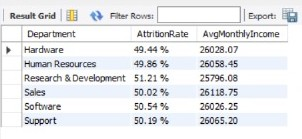 Result Grid Filter Rows: Export:
Department AttritionRate AvgMonthlyIncome
Hardware 49.44 % 26028.07
Human Resources 49.86 % 26058.45
Research & Development 51.21 % 25796.08
Sales 50.02 % 26118.75
Software 50.54 % 26026.25
Support 50.19 % 26065.20